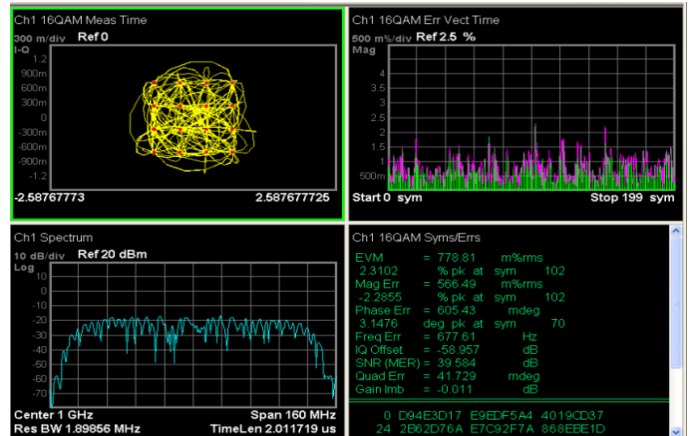 Ch1 16QAM Meas Time
300 m/div Ref 0
I-Q
1.2
900m
600m
300m
0
-300m
-600m
-900m
-1.2
-2.58767773 2.587677725
Ch1 16QAM Err Vect Time
500 m%/div Ref 2.5 %
Mag
4
3.5
3
2.5
2
1.5
1
500m
Start 0 sym Stop 199 sym
Ch1 Spectrum
10 dB/div Ref 20 dBm
Log
10
0
-10
-20
-30
-40
-50
-60
-70
Center 1 GHz Span 160 MHz
Res BW 1.89856 MHz TimeLen 2.011719 us
Ch1 16QAM Syms/Errs
EVM = 778.81 m%rms
2.3102 % pk at sym 102
Mag Err = 566.49 m%rms
-2.2855 % pk at sym 102
Phase Err = 605.43 mdeg
3.1476 deg pk at sym 70
Freq Err = 677.61 Hz
IQ Offset = -58.957 dB
SNR (MER) = 39.584 dB
Quad Err = 41.729 mdeg
Gain Imb = -0.011 dB
0 D94E3D17 E9EDF5A4 4019CD37
24 2B62D76A E7C92F7A 868EBE1D